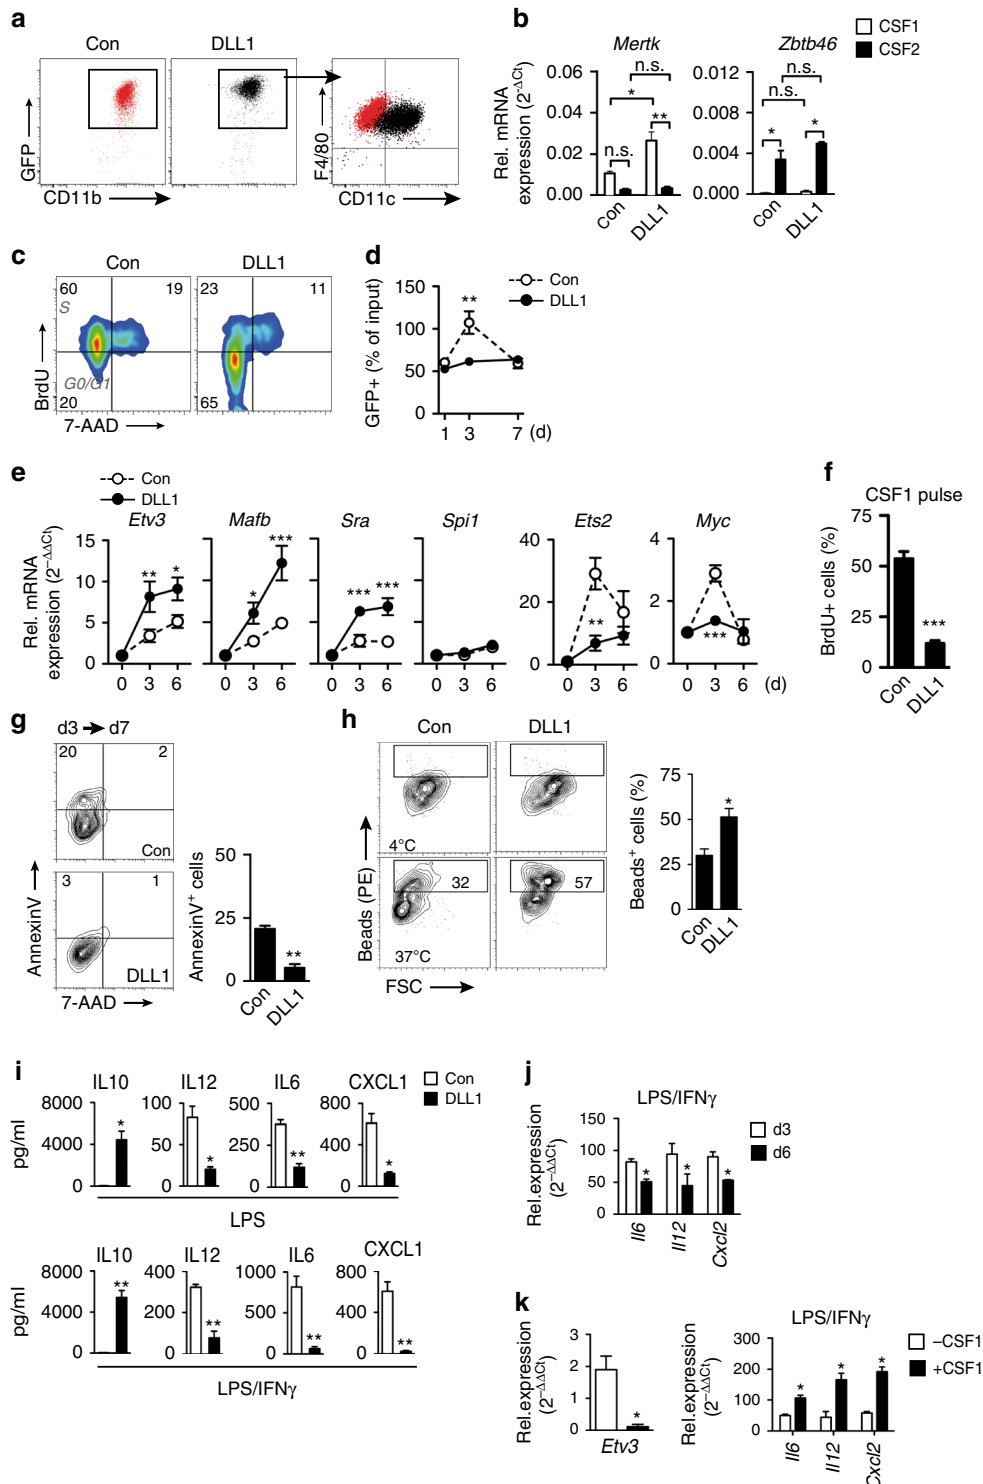 a
Con
DLL1
GFP
CD11b
F4/80
CD11c
b
CSF1
CSF2
Mertk
Zbtb46
Rel. mRNA
expression (2−ΔCt)
0.06
0.04
0.02
0.00
n.s.
*
**
n.s.
Con
DLL1
0.012
0.008
0.004
0.000
n.s.
n.s.
*
*
Con
DLL1
c
Con
DLL1
60
19
S
G0/G1
20
23
11
65
BrdU
7-AAD
d
Con
DLL1
GFP+ (% of input)
150
100
50
0
**
1
3
7
(d)
e
Con
DLL1
Etv3
Mafb
Sra
Spi1
Ets2
Myc
Rel. mRNA
expression (2−ΔΔCt)
15
10
5
0
**
*
*
***
***
***
40
20
0
**
4
2
0
***
0 3 6
0 3 6
0 3 6
0 3 6
0 3 6
0 3 6
(d)
f
CSF1 pulse
BrdU+ cells (%)
75
50
25
0
***
Con
DLL1
g
d3
d7
20
2
Con
3
1
DLL1
AnnexinV
7-AAD
AnnexinV+ cells
50
25
0
**
Con
DLL1
h
Con
DLL1
4°C
32
57
37°C
Beads (PE)
FSC
Beads+ cells (%)
75
50
25
0
*
Con
DLL1
i
IL10
IL12
IL6
CXCL1
Con
DLL1
pg/ml
8000
4000
0
*
100
50
0
*
500
250
0
**
800
400
0
*
LPS
IL10
IL12
IL6
CXCL1
pg/ml
8000
4000
0
**
400
200
0
**
1000
500
0
**
800
400
0
**
LPS/IFNγ
j
LPS/IFNγ
d3
d6
Rel.expression
(2−ΔΔCt)
150
100
50
0
*
*
*
Il6
Il12
Cxcl2
k
Rel.expression
(2−ΔΔCt)
3
2
1
0
*
Etv3
LPS/IFNγ
–CSF1
+CSF1
Rel.expression
(2−ΔΔCt)
300
200
100
0
*
*
*
Il6
Il12
Cxcl2